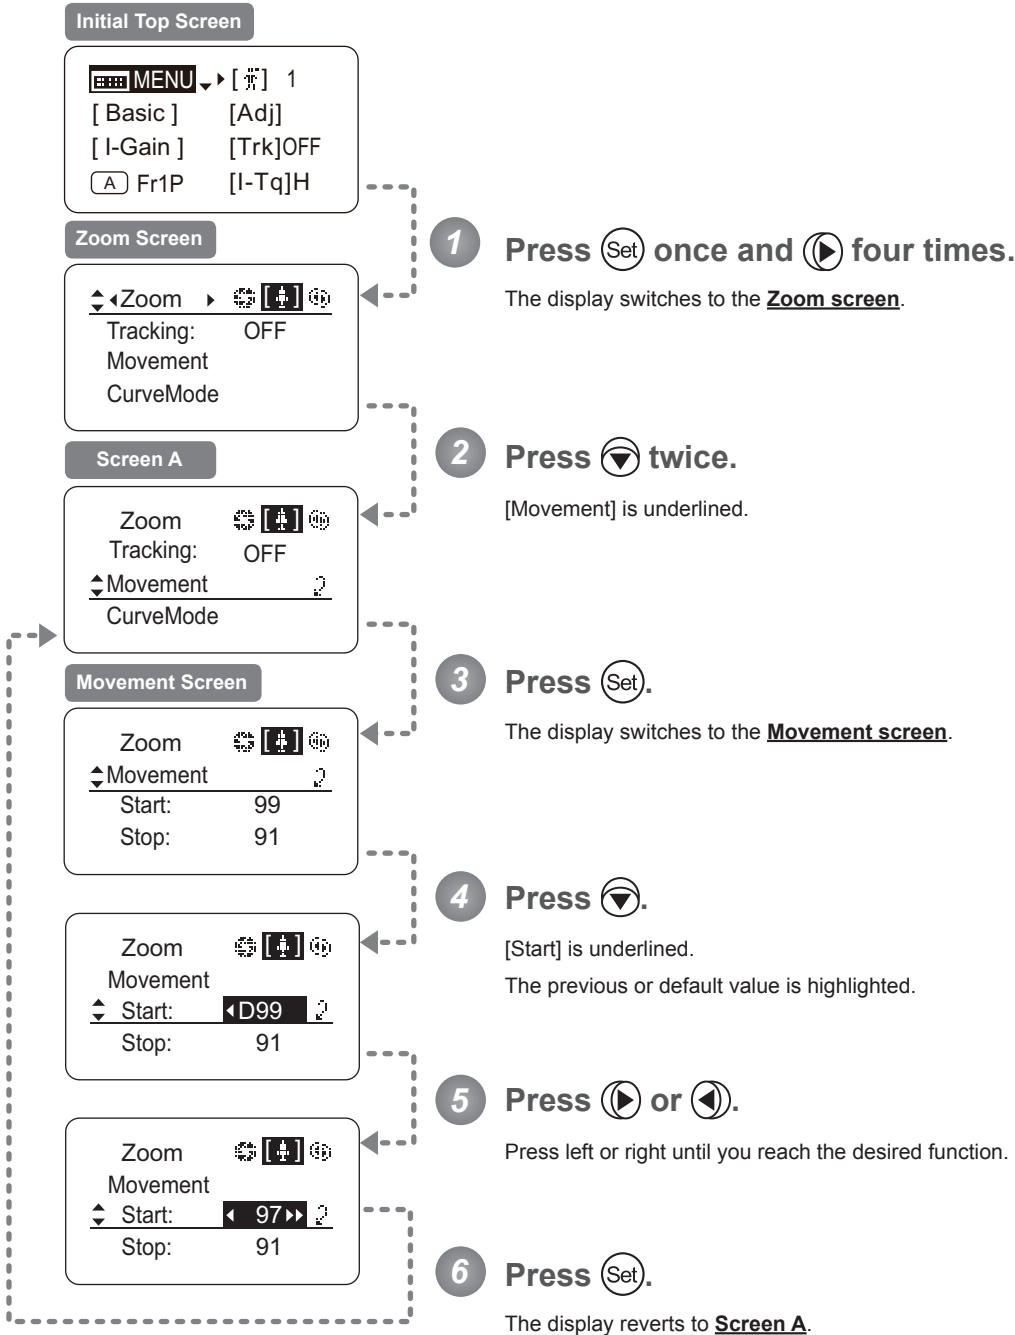 Initial Top Screen
MENU [ ] 1
[ Basic ] [Adj]
[ I-Gain ] [Trk]OFF
A Fr1P [I-Tq]H
Zoom Screen
Zoom [ ]
Tracking: OFF
Movement
CurveMode
1 Press Set once and four times.
The display switches to the Zoom screen.
Screen A
Zoom [ ]
Tracking: OFF
Movement
CurveMode
2 Press twice.
[Movement] is underlined.
Movement Screen
Zoom [ ]
Movement
Start: 99
Stop: 91
3 Press Set.
The display switches to the Movement screen.
Zoom [ ]
Movement
Start: D99
Stop: 91
4 Press .
[Start] is underlined.
The previous or default value is highlighted.
Zoom [ ]
Movement
Start: 97
Stop: 91
5 Press or .
Press left or right until you reach the desired function.
6 Press Set.
The display reverts to Screen A.